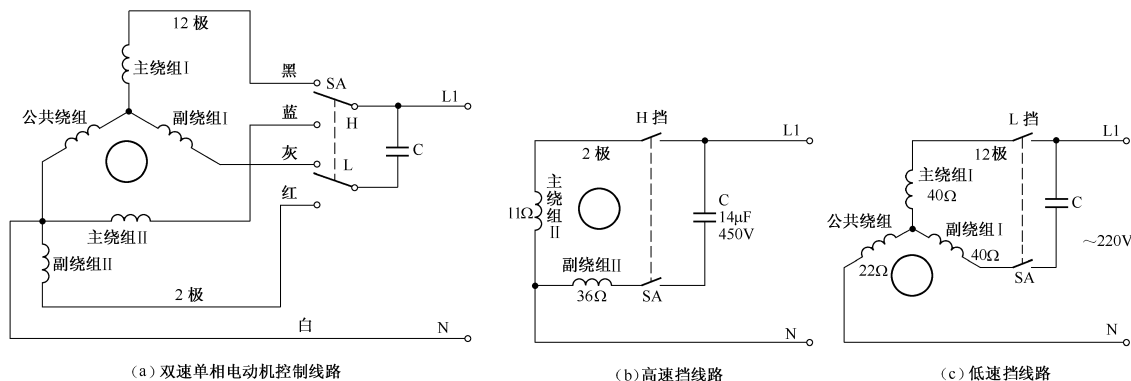 12 极
主绕组Ⅰ
黑
SA
L1
公共绕组
副绕组Ⅰ
蓝
H
灰
C
L
红
主绕组Ⅱ
副绕组Ⅱ
2 极
白
N
(a) 双速单相电动机控制线路
H 挡
L1
2 极
主绕组Ⅱ
11Ω
C
14μF
450V
副绕组Ⅱ
36Ω
SA
N
(b) 高速挡线路
L 挡
L1
12极
主绕组Ⅰ
40Ω
C
公共绕组
副绕组Ⅰ
～220V
22Ω
40Ω
SA
N
(c) 低速挡线路